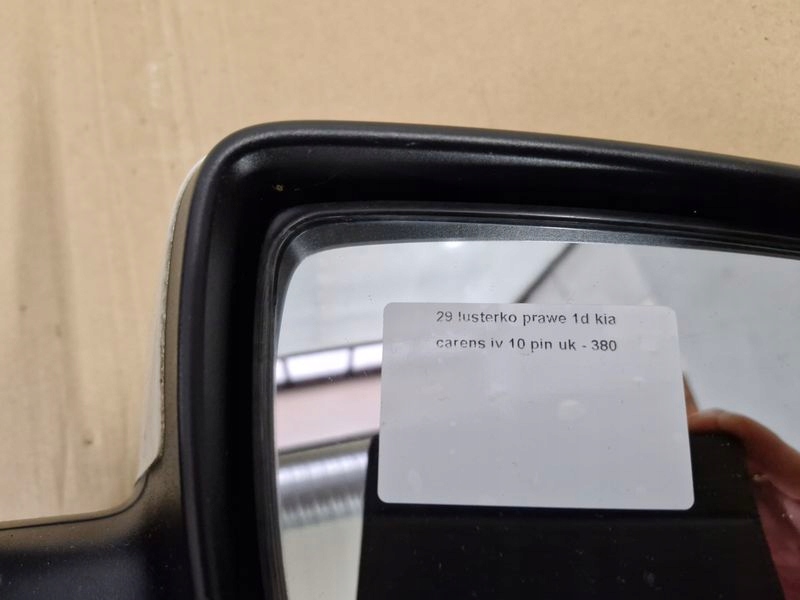 29 lusterko prawe 1d kia
carens iv 10 pin uk - 380